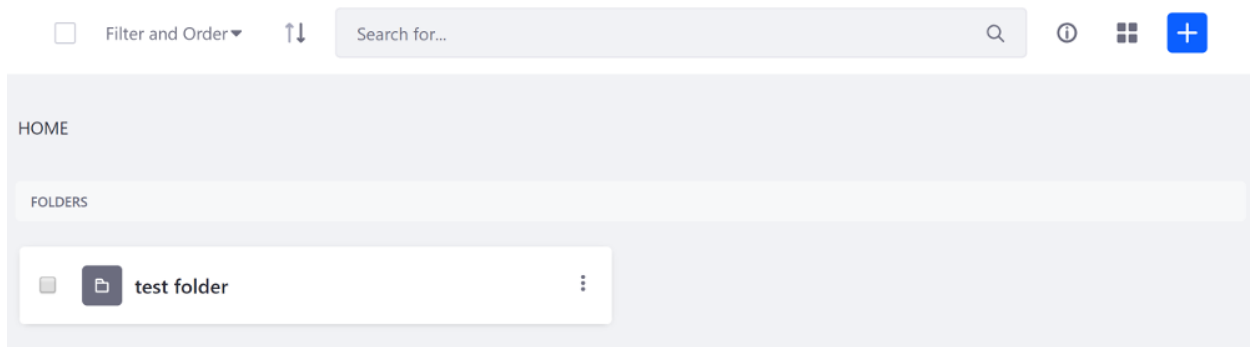 Filter and Order
Search for...
HOME
FOLDERS
test folder